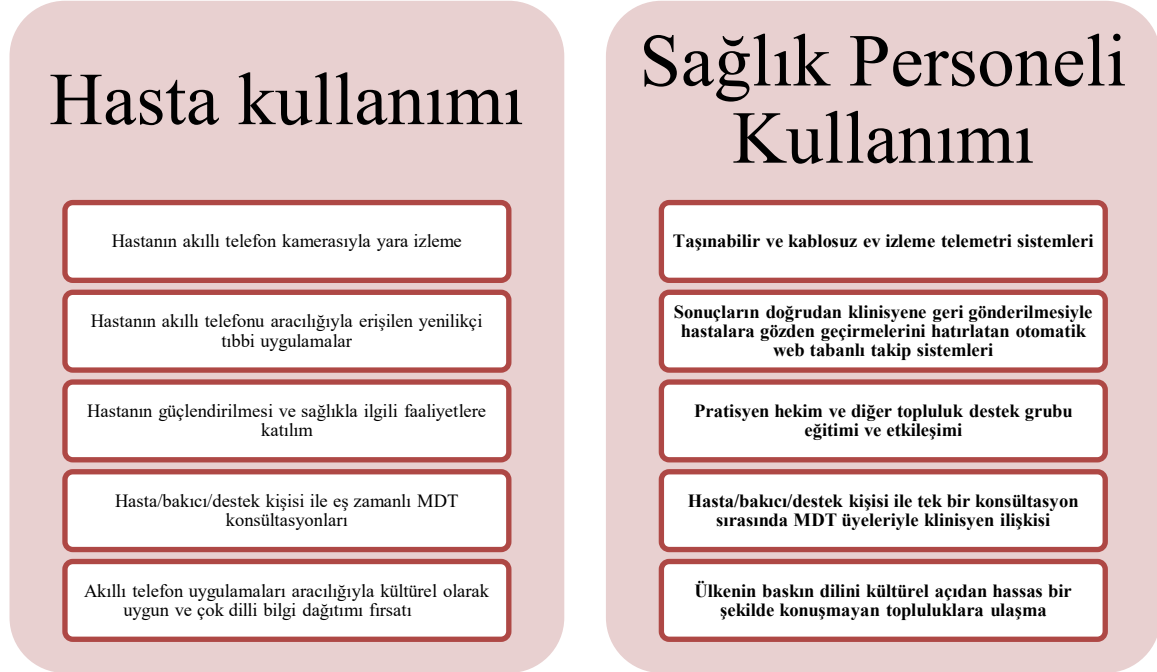 Hasta kullanımı
Hastanın akıllı telefon kamerasıyla yara izleme
Hastanın akıllı telefonu aracılığıyla erişilen yenilikçi
tıbbi uygulamalar
Hastanın güçlendirilmesi ve sağlıkla ilgili faaliyetlere
katılım
Hasta/bakıcı/destek kişisi ile eş zamanlı MDT
konsültasyonları
Akıllı telefon uygulamaları aracılığıyla kültürel olarak
uygun ve çok dilli bilgi dağıtımı fırsatı
Sağlık Personeli
Kullanımı
Taşınabilir ve kablosuz ev izleme telemetri sistemleri
Sonuçların doğrudan klinisyene geri gönderilmesiyle
hastalara gözden geçirmelerini hatırlatan otomatik
web tabanlı takip sistemleri
Pratisyen hekim ve diğer topluluk destek grubu
eğitimi ve etkileşimi
Hasta/bakıcı/destek kişisi ile tek bir konsültasyon
sırasında MDT üyeleriyle klinisyen ilişkisi
Ülkenin baskın dilini kültürel açıdan hassas bir
şekilde konuşmayan topluluklara ulaşma